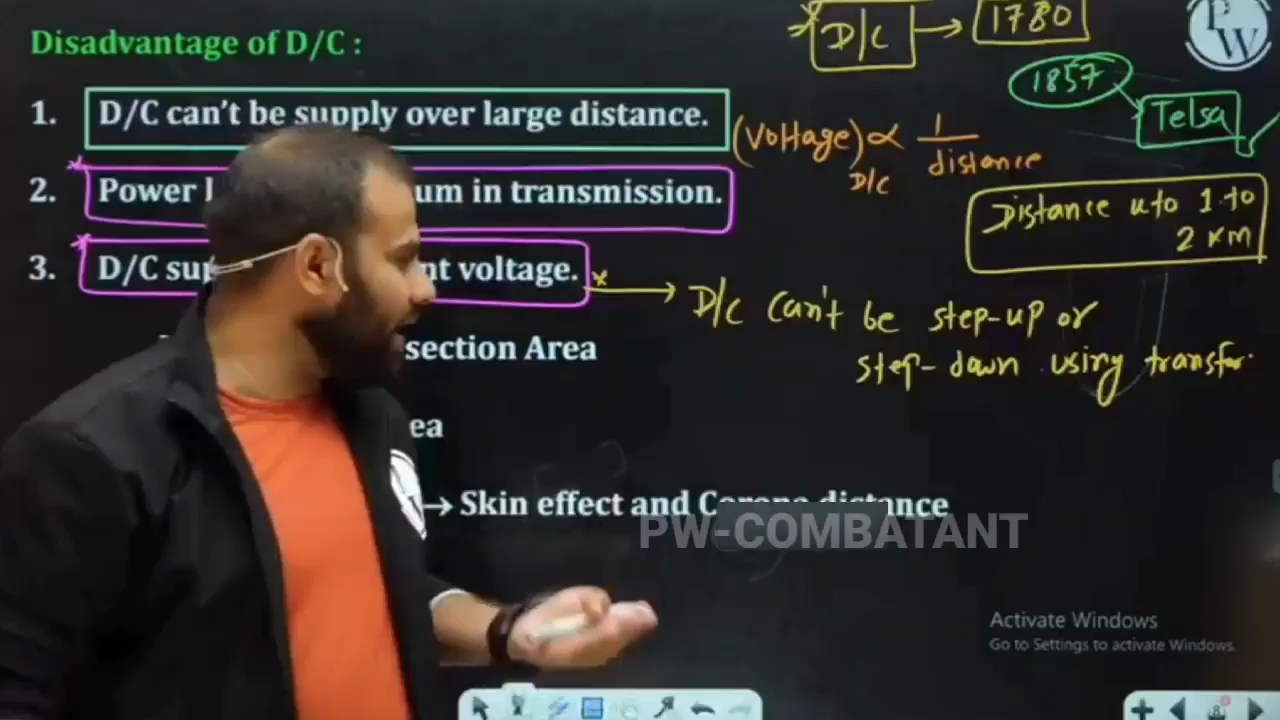 Disadvantage of D/C :
D/C → 1780
PW
1857
Telsa
1. D/C can't be supply over large distance.
(Voltage) D/C ∝ 1/distance
2. Power um in transmission.
Distance upto 1 to
2 KM
3. D/C nt voltage.
D/C can't be step-up or
step-down using transfor.
section Area
ea
→ Skin effect and Corona distance
PW-COMBATANT
Activate Windows
Go to Settings to activate Windows.